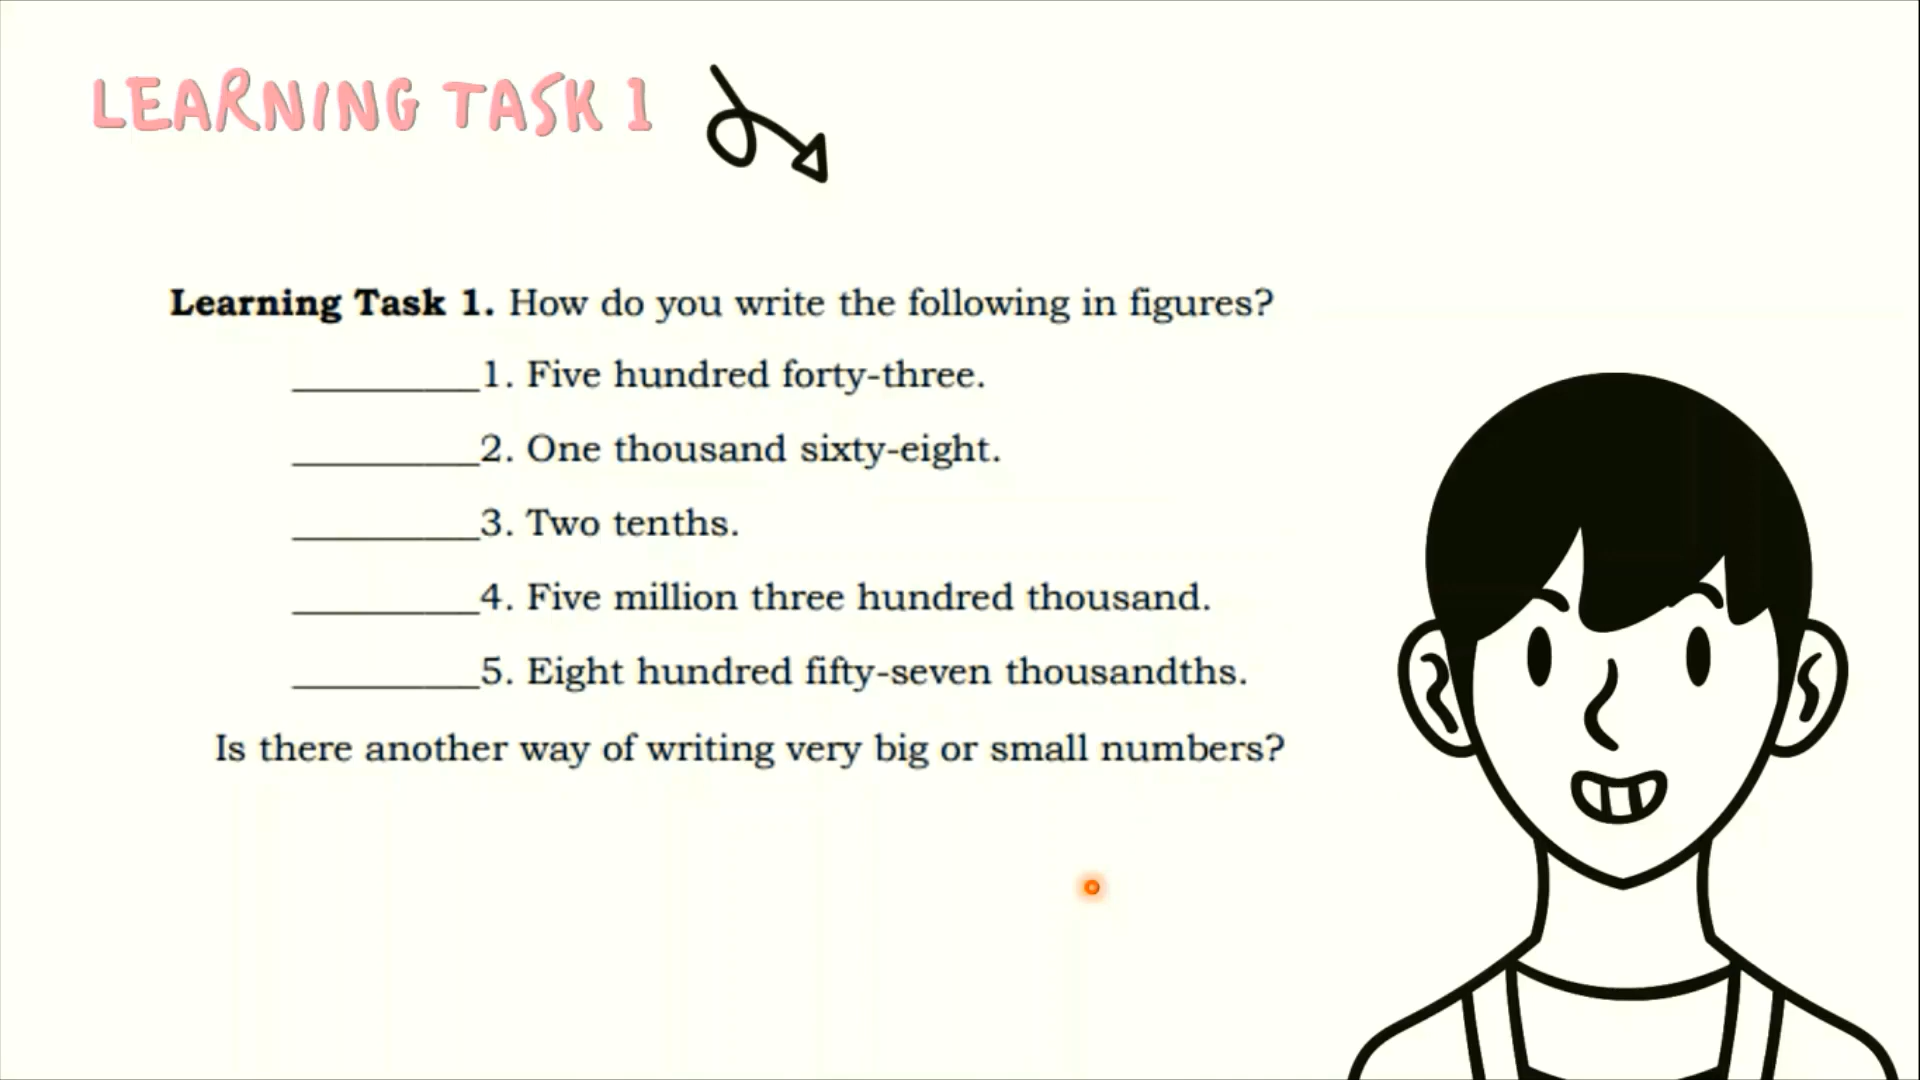 LEARNING TASK 1
Learning Task 1. How do you write the following in figures?
__________1. Five hundred forty-three.
__________2. One thousand sixty-eight.
__________3. Two tenths.
__________4. Five million three hundred thousand.
__________5. Eight hundred fifty-seven thousandths.
Is there another way of writing very big or small numbers?